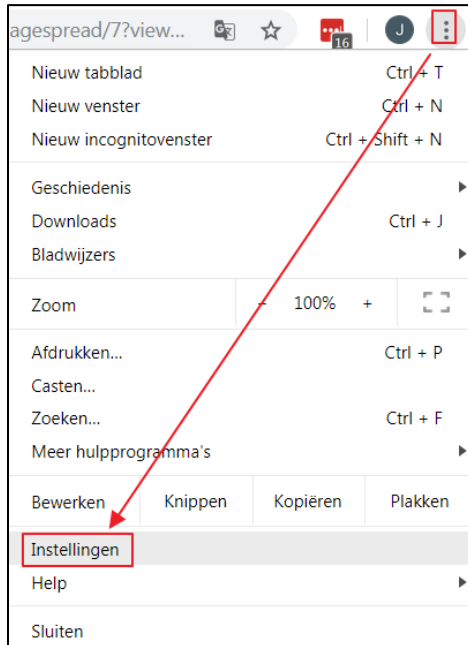 agespread/7?view...
16 J
Nieuw tabblad Ctrl + T
Nieuw venster Ctrl + N
Nieuw incognitovenster Ctrl + Shift + N
Geschiedenis
Downloads Ctrl + J
Bladwijzers
Zoom - 100% +
Afdrukken... Ctrl + P
Casten...
Zoeken... Ctrl + F
Meer hulpprogramma's
Bewerken Knippen Kopiëren Plakken
Instellingen
Help
Sluiten